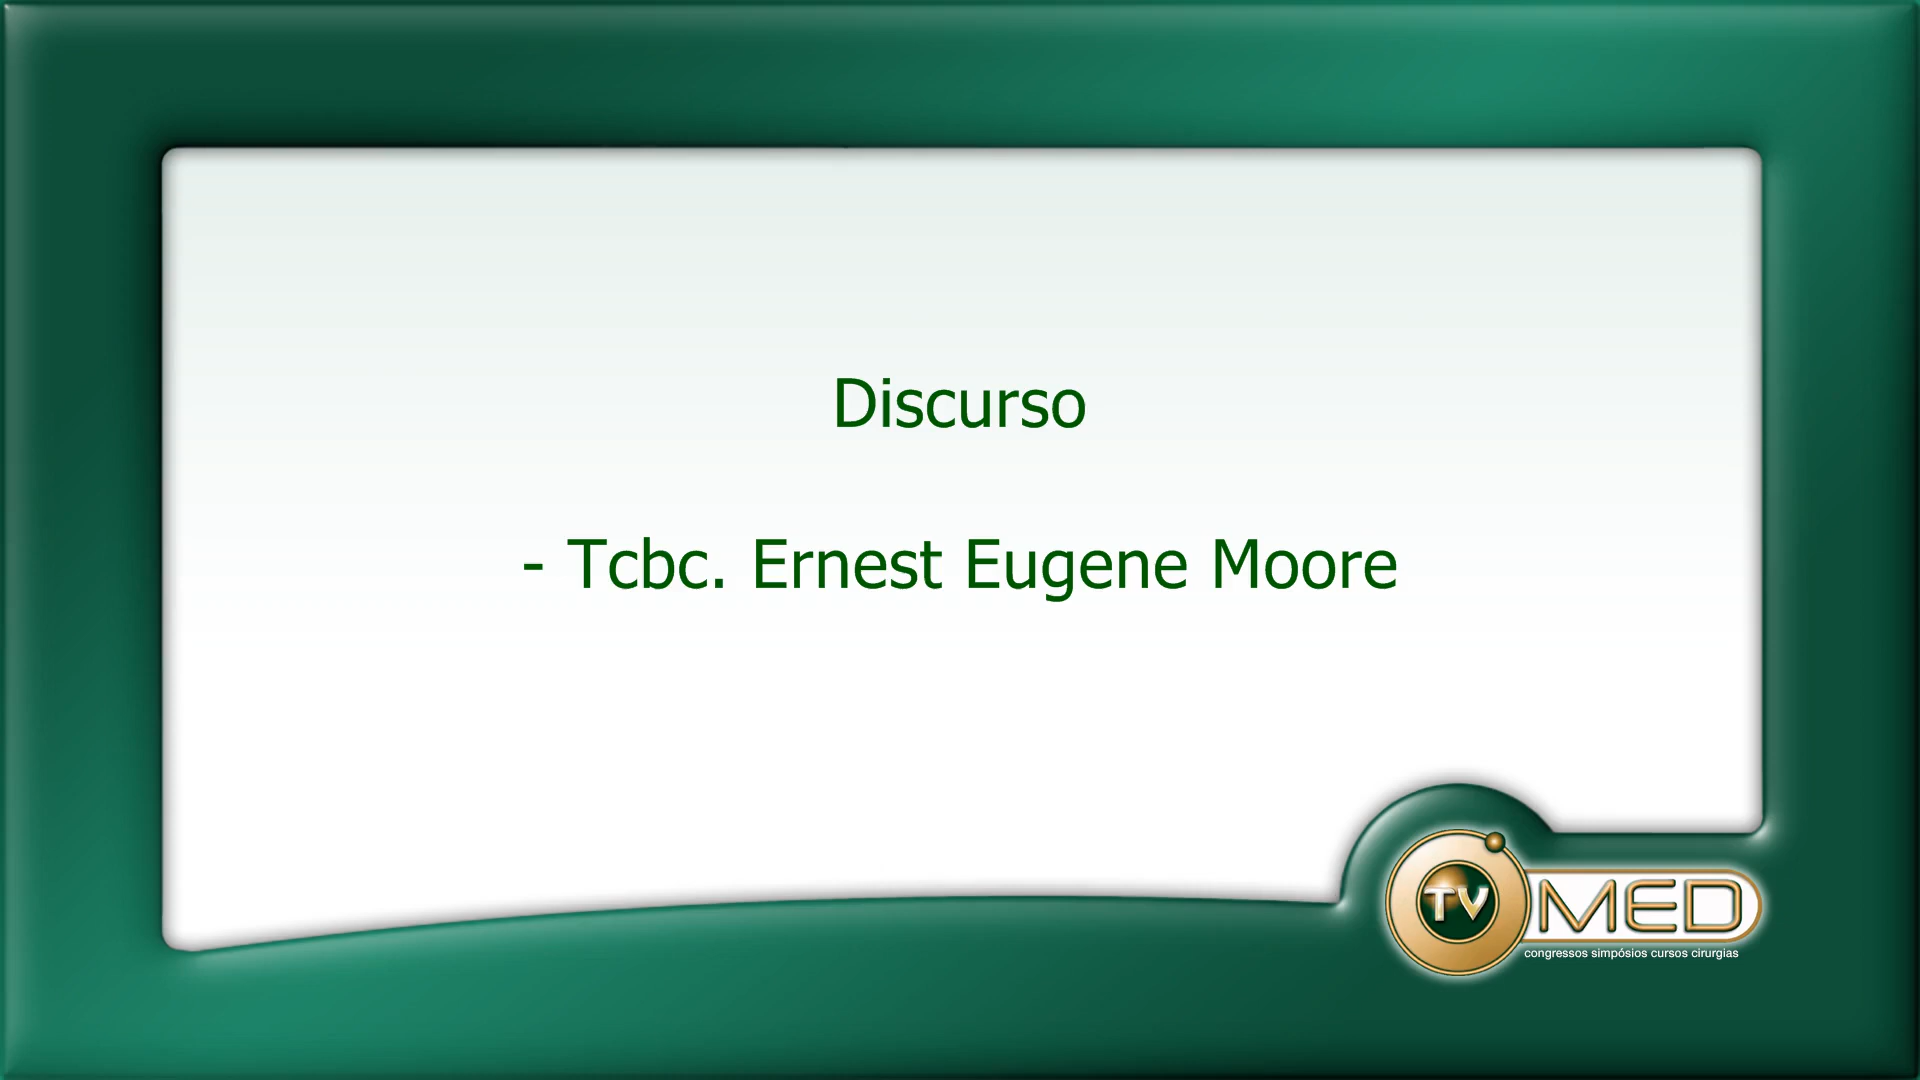 Discurso
- Tcbc. Ernest Eugene Moore
TV MED
congressos simpósios cursos cirurgias